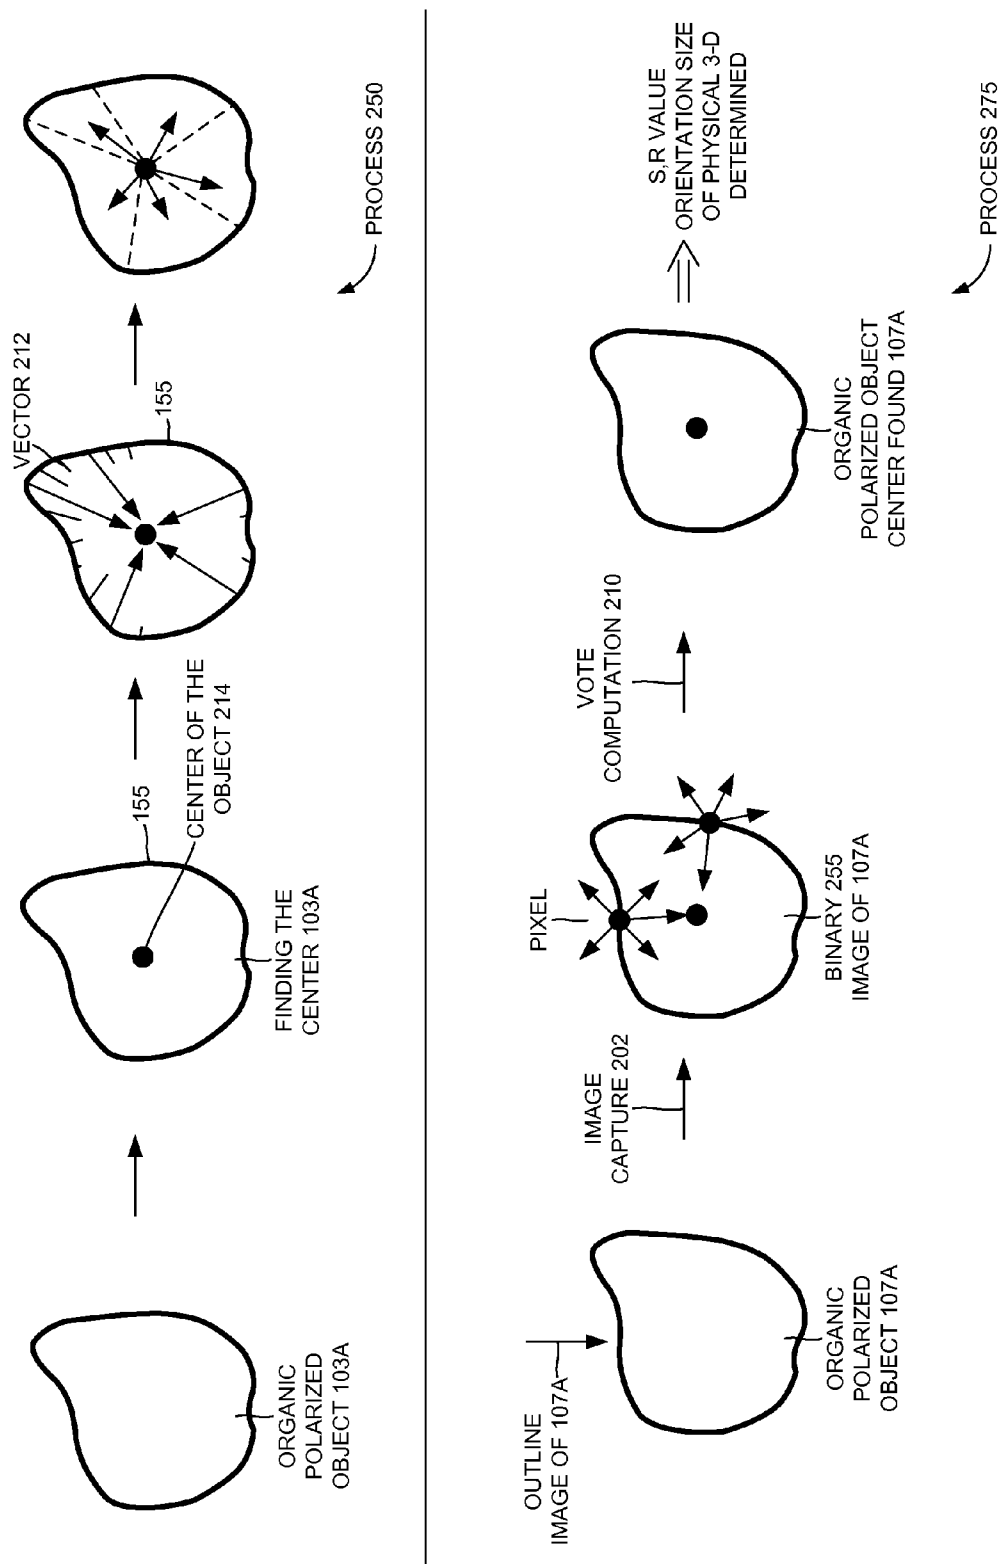 ORGANIC
POLARIZED
OBJECT 103A
FINDING THE
CENTER 103A
155
CENTER OF THE
OBJECT 214
VECTOR 212
155
PROCESS 250
OUTLINE
IMAGE OF 107A
ORGANIC
POLARIZED
OBJECT 107A
IMAGE
CAPTURE 202
PIXEL
BINARY 255
IMAGE OF 107A
VOTE
COMPUTATION 210
ORGANIC
POLARIZED OBJECT
CENTER FOUND 107A
S,R VALUE
ORIENTATION SIZE
OF PHYSICAL 3-D
DETERMINED
PROCESS 275